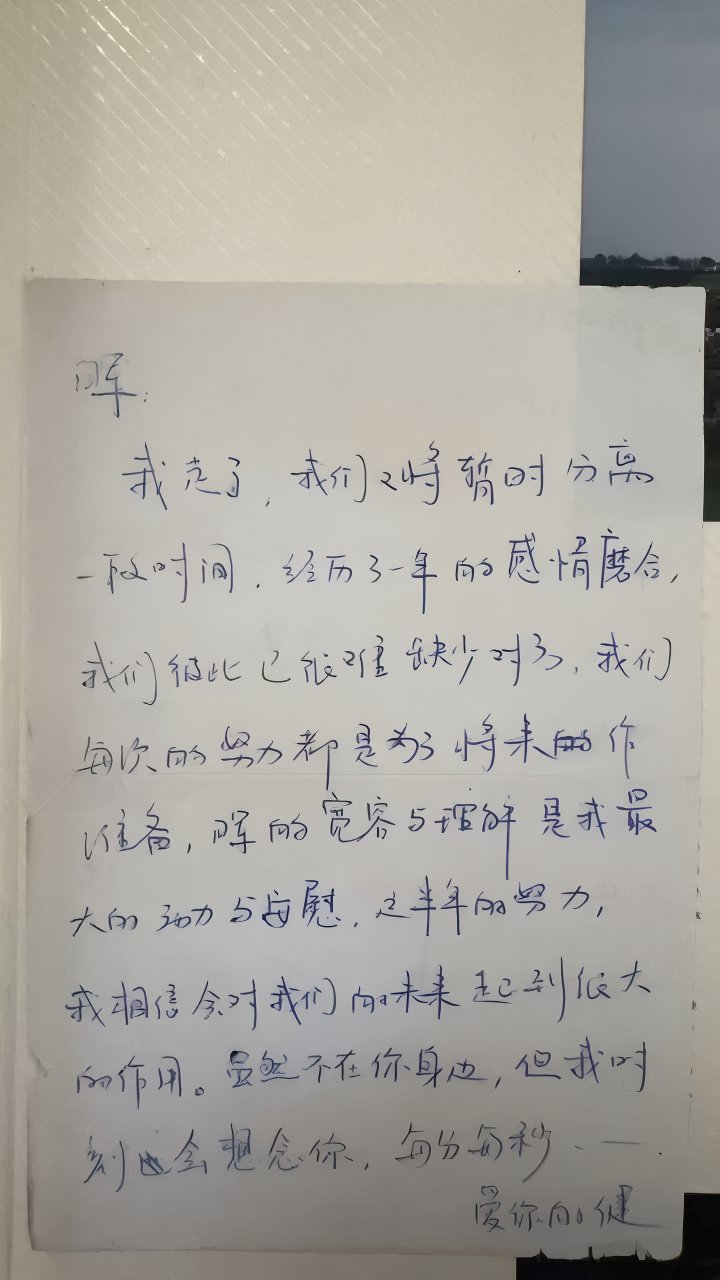 晖:
我走了,我们又将暂时分离
一段时间.经历了一年的感情磨合,
我们彼此已很难缺少对方,我们
每次的努力都是为了将来的作
准备,晖的宽容与理解是我最
大的动力与安慰.这半年的努力,
我相信会对我们的未来起到很大
的作用。虽然不在你身边,但我时
刻也会想念你,每分每秒.——
爱你的健